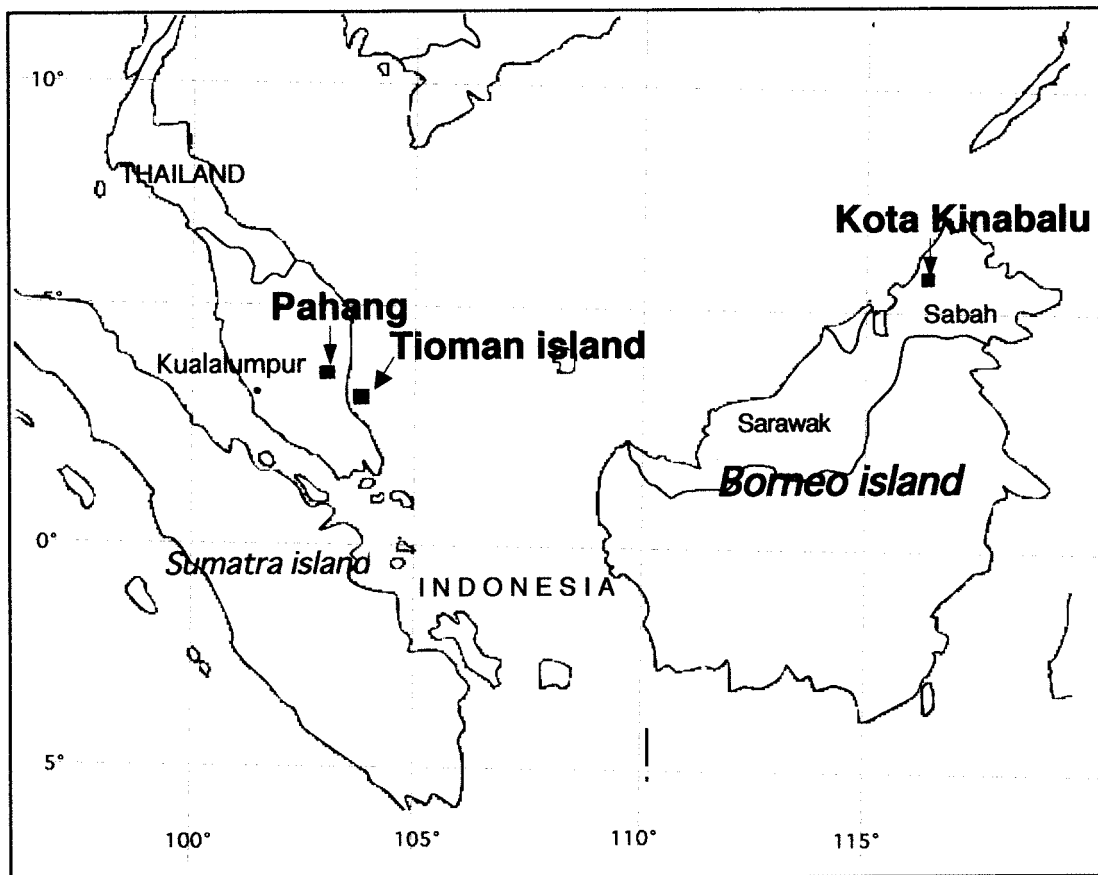 10°
THAILAND
Kota Kinabalu
5°
Pahang
Sabah
Tioman island
Kualalumpur
Sarawak
Borneo island
0°
Sumatra island
INDONESIA
5°
100°
105°
110°
115°